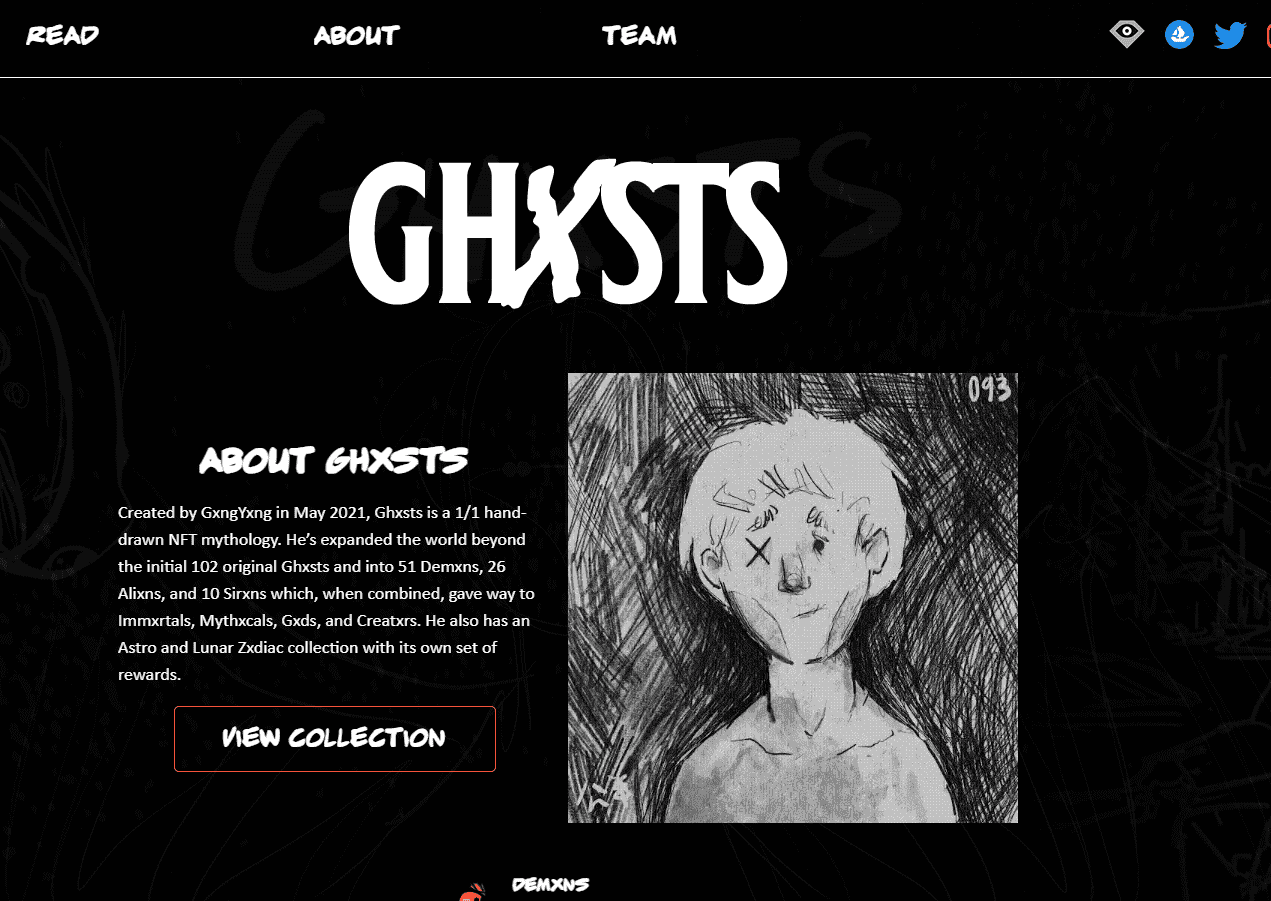 READ ABOUT TEAM
Ghxsts
GHXSTS
093
ABOUT GHXSTS
Created by GxngYxng in May 2021, Ghxsts is a 1/1 hand-
drawn NFT mythology. He’s expanded the world beyond
the initial 102 original Ghxsts and into 51 Demxns, 26
Alixns, and 10 Sirxns which, when combined, gave way to
Immxrtals, Mythxcals, Gxds, and Creatxrs. He also has an
Astro and Lunar Zxdiac collection with its own set of
rewards.
VIEW COLLECTION
DEMXNS